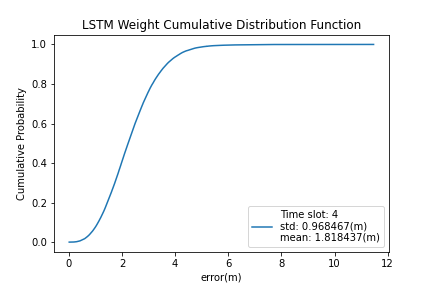 LSTM Weight Cumulative Distribution Function
Cumulative Probability
1.0
0.8
0.6
0.4
0.2
0.0
Time slot: 4
std: 0.968467(m)
mean: 1.818437(m)
0 2 4 6 8 10 12
error(m)